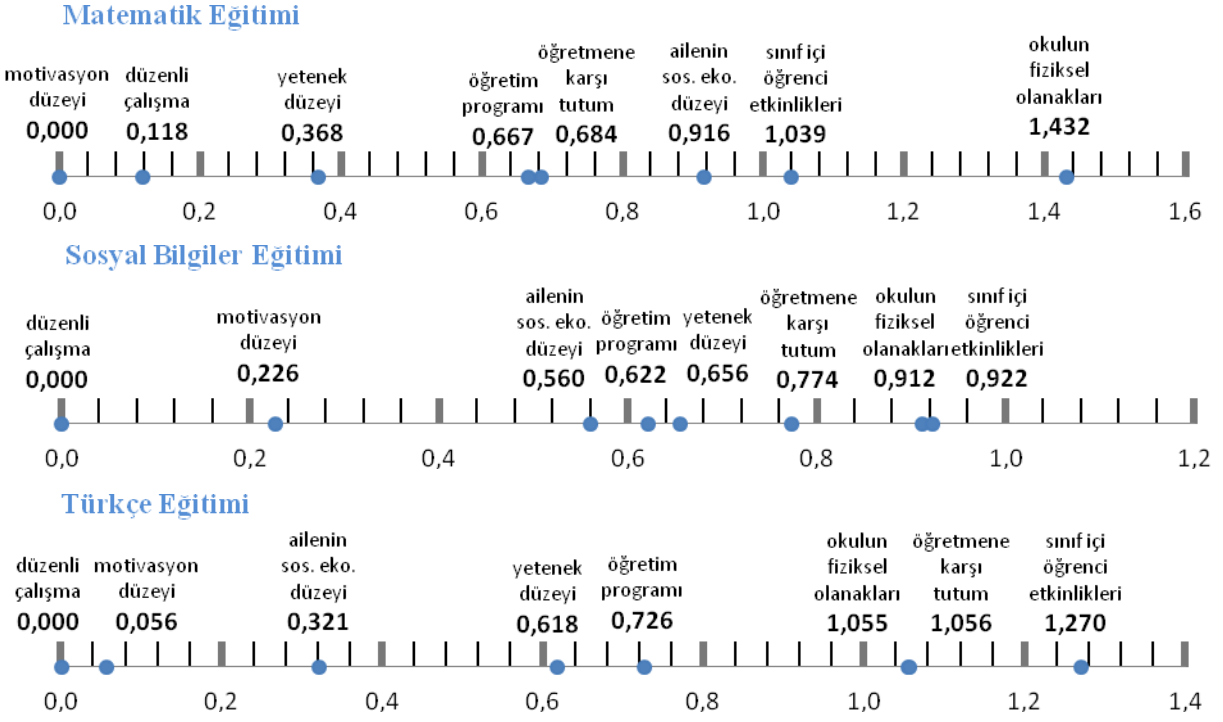 Matematik Eğitimi
motivasyon
düzeyi
0,000
düzenli
çalışma
0,118
yetenek
düzeyi
0,368
öğretim
programı
0,667
öğretmene
karşı
tutum
0,684
ailenin
sos. eko.
düzeyi
0,916
sınıf içi
öğrenci
etkinlikleri
1,039
okulun
fiziksel
olanakları
1,432
0,0 0,2 0,4 0,6 0,8 1,0 1,2 1,4 1,6
Sosyal Bilgiler Eğitimi
düzenli
çalışma
0,000
motivasyon
düzeyi
0,226
ailenin
sos. eko.
düzeyi
0,560
öğretim
programı
0,622
yetenek
düzeyi
0,656
öğretmene
karşı
tutum
0,774
okulun
fiziksel
olanakları
0,912
sınıf içi
öğrenci
etkinlikleri
0,922
0,0 0,2 0,4 0,6 0,8 1,0 1,2
Türkçe Eğitimi
düzenli
çalışma
0,000
motivasyon
düzeyi
0,056
ailenin
sos. eko.
düzeyi
0,321
yetenek
düzeyi
0,618
öğretim
programı
0,726
okulun
fiziksel
olanakları
1,055
öğretmene
karşı
tutum
1,056
sınıf içi
öğrenci
etkinlikleri
1,270
0,0 0,2 0,4 0,6 0,8 1,0 1,2 1,4